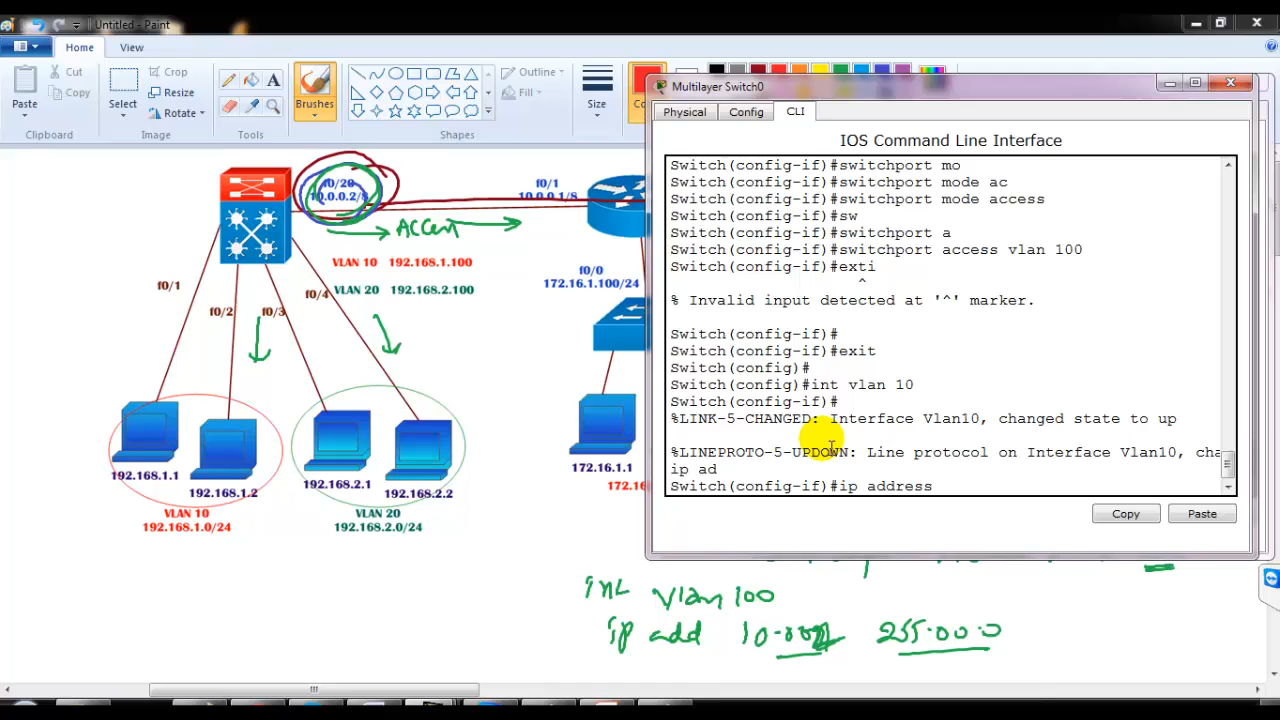 Untitled - Paint
Home
View
Paste
Cut
Copy
Clipboard
Select
Crop
Resize
Rotate
Image
Tools
Brushes
Shapes
Outline
Fill
Size
Multilayer Switch0
Physical
Config
CLI
IOS Command Line Interface
Switch(config-if)#switchport mo
Switch(config-if)#switchport mode ac
Switch(config-if)#switchport mode access
Switch(config-if)#sw
Switch(config-if)#switchport a
Switch(config-if)#switchport access vlan 100
Switch(config-if)#exti
^
% Invalid input detected at '^' marker.
Switch(config-if)#
Switch(config-if)#exit
Switch(config)#
Switch(config)#int vlan 10
Switch(config-if)#
%LINK-5-CHANGED: Interface Vlan10, changed state to up
%LINEPROTO-5-UPDOWN: Line protocol on Interface Vlan10, cha
ip ad
Switch(config-if)#ip address
Copy
Paste
f0/20
10.0.0.2/8
f0/1
10.0.0.1/8
VLAN 10 192.168.1.100
VLAN 20 192.168.2.100
f0/0
172.16.1.100/24
f0/1
f0/2
f0/3
f0/4
192.168.1.1
192.168.1.2
192.168.2.1
192.168.2.2
172.16.1.1
VLAN 10
192.168.1.0/24
VLAN 20
192.168.2.0/24
172.16
int vlan 100
ip add
255.00.0